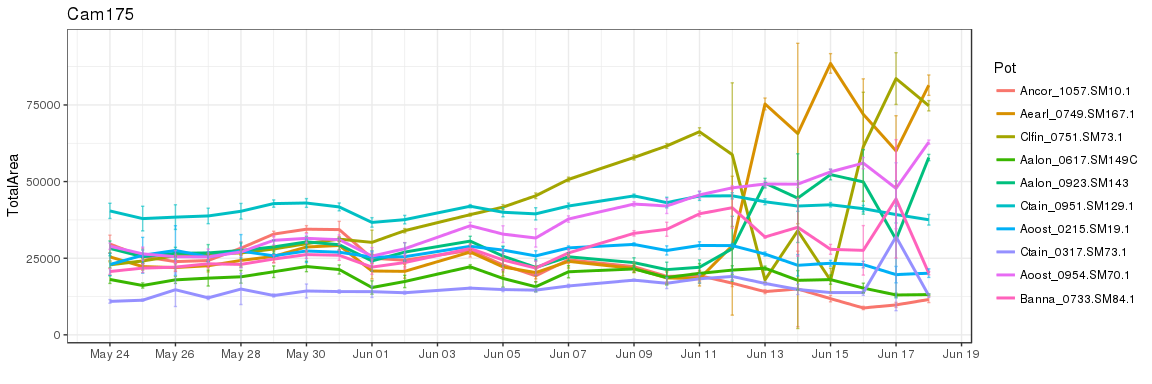 Cam175
TotalArea
75000
50000
25000
0
May 24 May 26 May 28 May 30 Jun 01 Jun 03 Jun 05 Jun 07 Jun 09 Jun 11 Jun 13 Jun 15 Jun 17 Jun 19
Pot
Ancor_1057.SM10.1
Aearl_0749.SM167.1
Clfin_0751.SM73.1
Aalon_0617.SM149C
Aalon_0923.SM143
Ctain_0951.SM129.1
Aoost_0215.SM19.1
Ctain_0317.SM73.1
Aoost_0954.SM70.1
Banna_0733.SM84.1